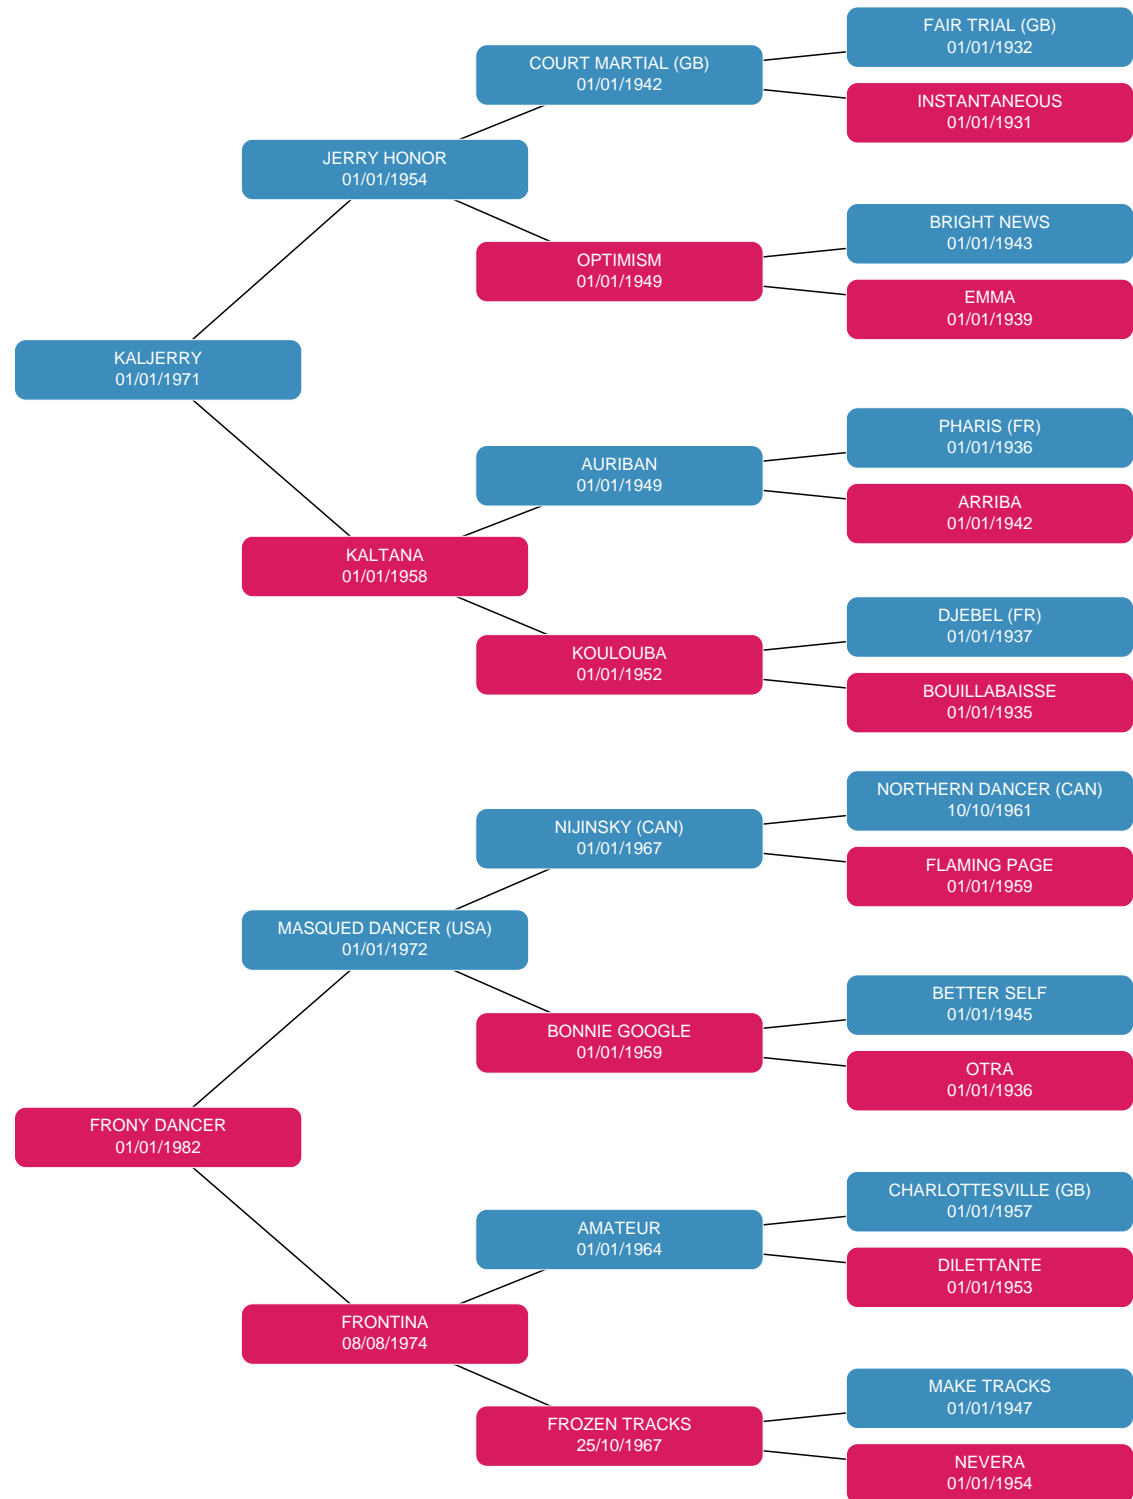 FAIR TRIAL (GB)
01/01/1932
COURT MARTIAL (GB)
01/01/1942
INSTANTANEOUS
01/01/1931
JERRY HONOR
01/01/1954
BRIGHT NEWS
01/01/1943
OPTIMISM
01/01/1949
EMMA
01/01/1939
KALJERRY
01/01/1971
PHARIS (FR)
01/01/1936
AURIBAN
01/01/1949
ARRIBA
01/01/1942
KALTANA
01/01/1958
DJEBEL (FR)
01/01/1937
KOULOUBA
01/01/1952
BOUILLABAISSE
01/01/1935
NORTHERN DANCER (CAN)
10/10/1961
NIJINSKY (CAN)
01/01/1967
FLAMING PAGE
01/01/1959
MASQUED DANCER (USA)
01/01/1972
BETTER SELF
01/01/1945
BONNIE GOOGLE
01/01/1959
OTRA
01/01/1936
FRONY DANCER
01/01/1982
CHARLOTTESVILLE (GB)
01/01/1957
AMATEUR
01/01/1964
DILETTANTE
01/01/1953
FRONTINA
08/08/1974
MAKE TRACKS
01/01/1947
FROZEN TRACKS
25/10/1967
NEVERA
01/01/1954